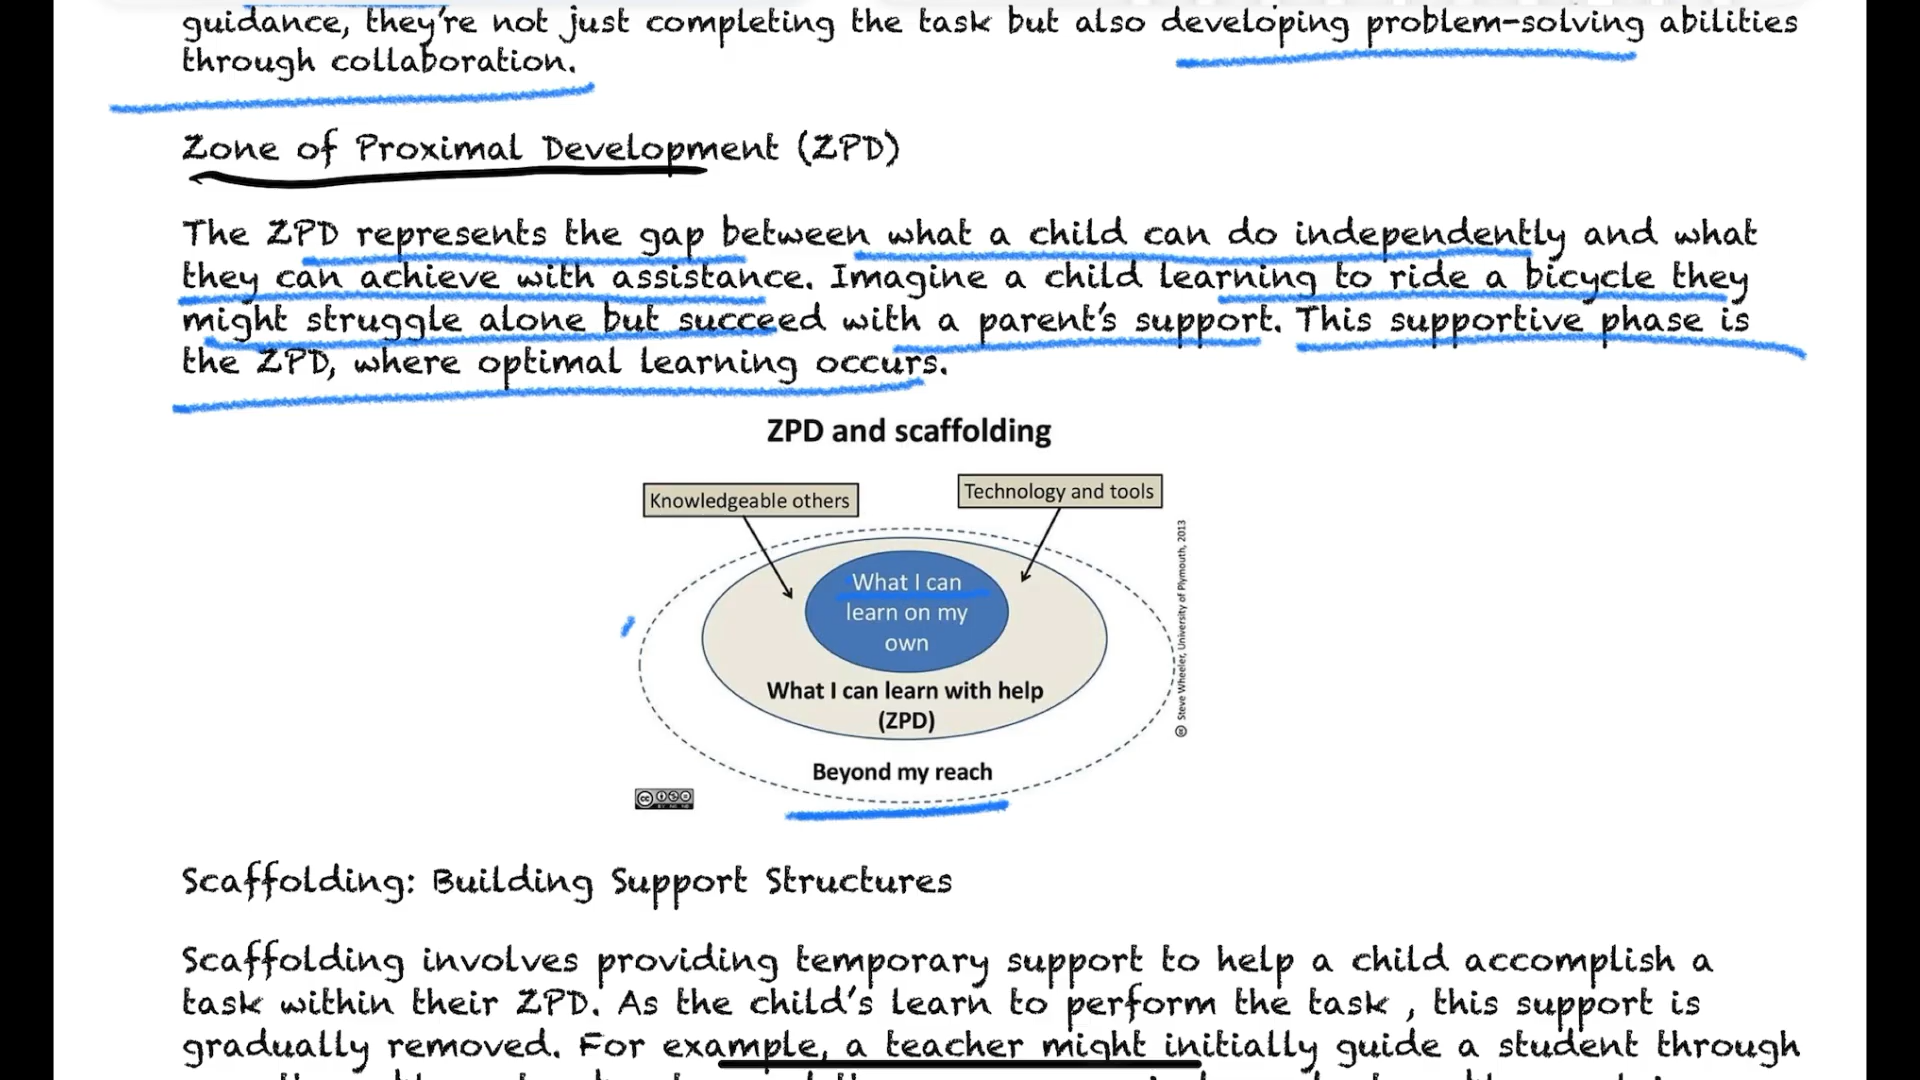 guidance, they're not just completing the task but also developing problem-solving abilities
through collaboration.
Zone of Proximal Development (ZPD)
The ZPD represents the gap between what a child can do independently and what
they can achieve with assistance. Imagine a child learning to ride a bicycle they
might struggle alone but succeed with a parent's support. This supportive phase is
the ZPD, where optimal learning occurs.
ZPD and scaffolding
Knowledgeable others
Technology and tools
What I can
learn on my
own
What I can learn with help
(ZPD)
Beyond my reach
Steve Wheeler, University of Plymouth, 2013
cc
Scaffolding: Building Support Structures
Scaffolding involves providing temporary support to help a child accomplish a
task within their ZPD. As the child's learn to perform the task , this support is
gradually removed. For example, a teacher might initially guide a student through